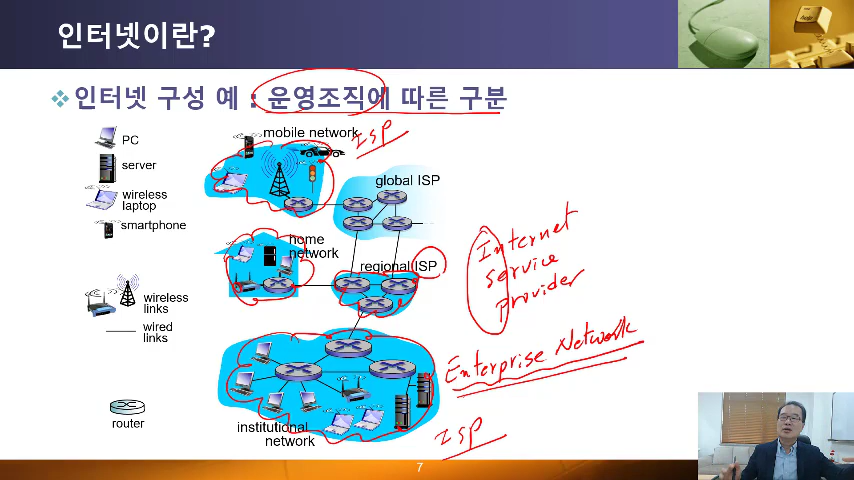 인터넷이란?
❖인터넷 구성 예 : 운영조직에 따른 구분
PC
server
wireless
laptop
smartphone
wireless
links
wired
links
router
mobile network
ISP
global ISP
home
network
regional ISP
Internet
service
provider
Enterprise Network
institutional
network
ISP
7